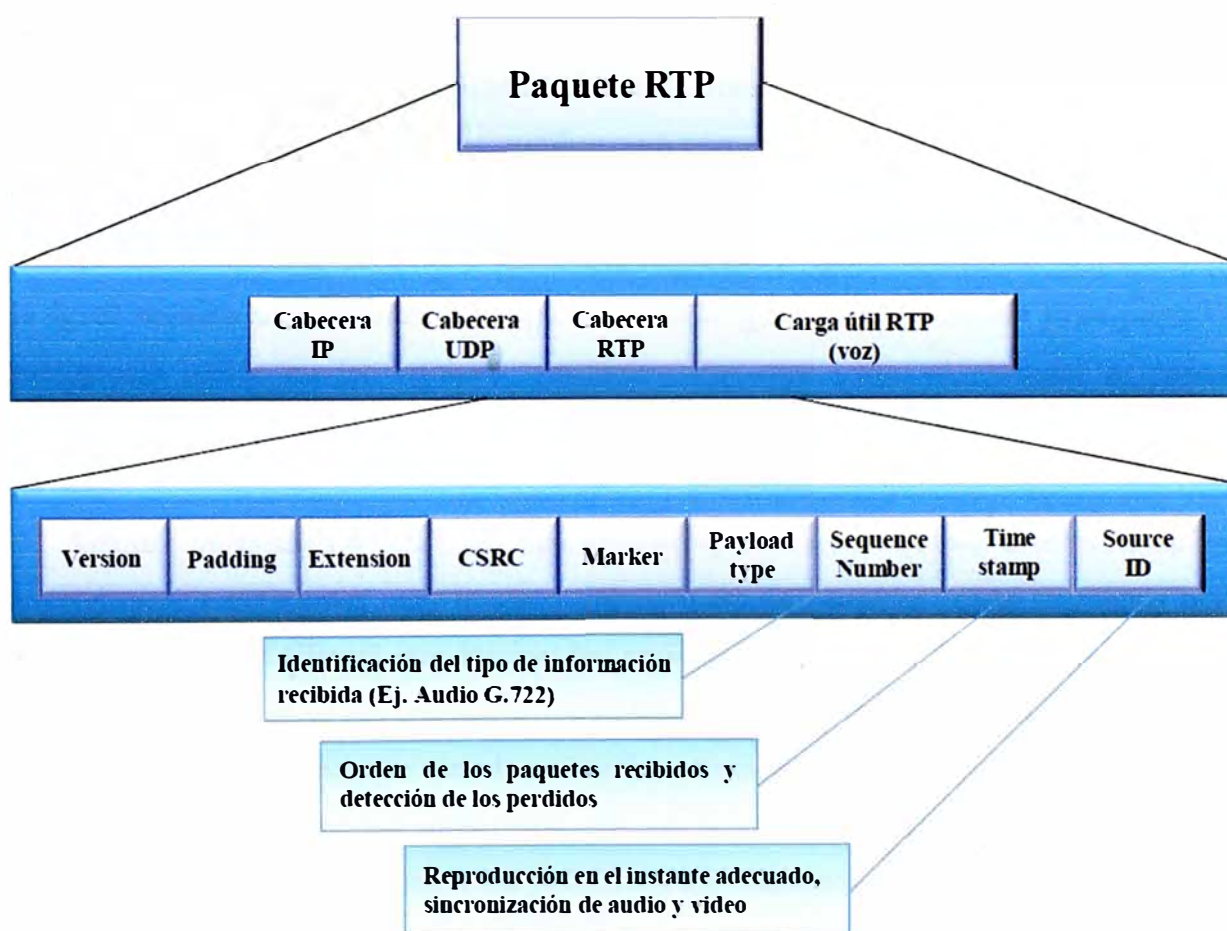 Paquete RTP
Cabecera
IP
Cabecera
UDP
Cabecera
RTP
Carga útil RTP
(voz)
Version
Padding
Extension
CSRC
Marker
Payload
type
Sequence
Number
Time
stamp
Source
ID
Identificación del tipo de información
recibida (Ej. Audio G.722)
Orden de los paquetes recibidos y
detección de los perdidos
Reproducción en el instante adecuado,
sincronización de audio y video